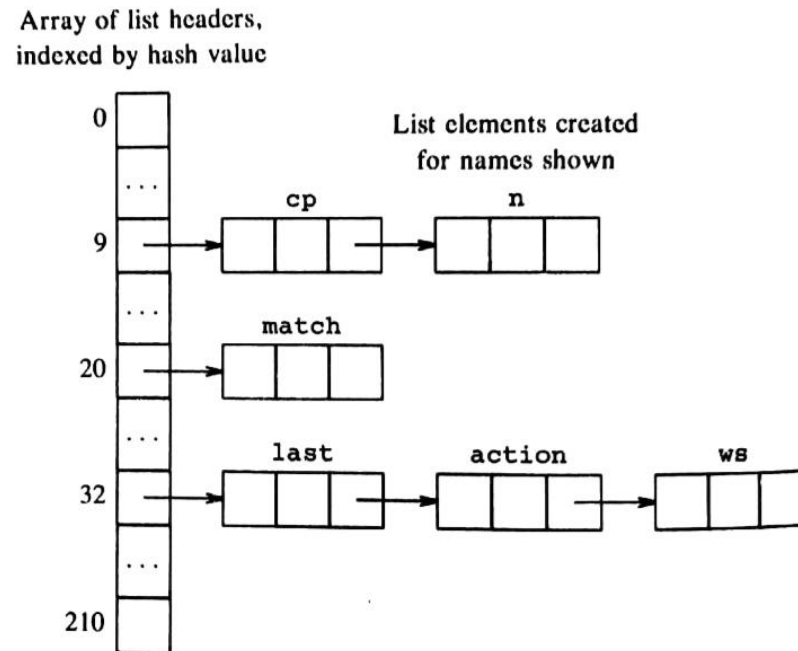 Array of list headers,
indexed by hash value
0
List elements created
for names shown
...
cp n
9
...
match
20
...
last action ws
32
...
210